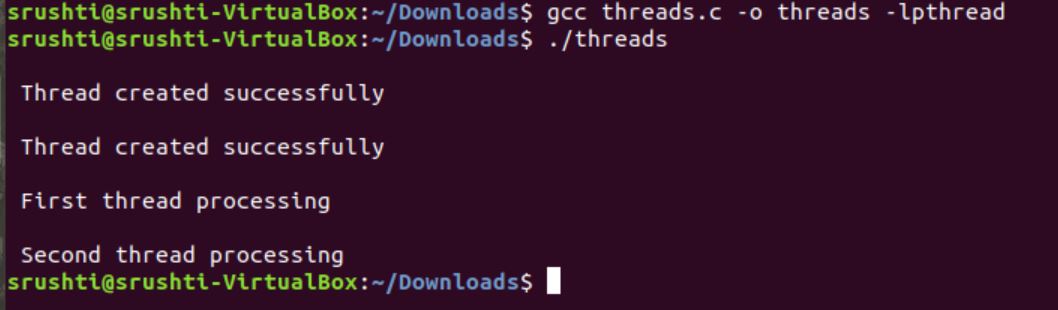 srushti@srushti-VirtualBox:~/Downloads$ gcc threads.c -o threads -lpthread
srushti@srushti-VirtualBox:~/Downloads$ ./threads
Thread created successfully
Thread created successfully
First thread processing
Second thread processing
srushti@srushti-VirtualBox:~/Downloads$